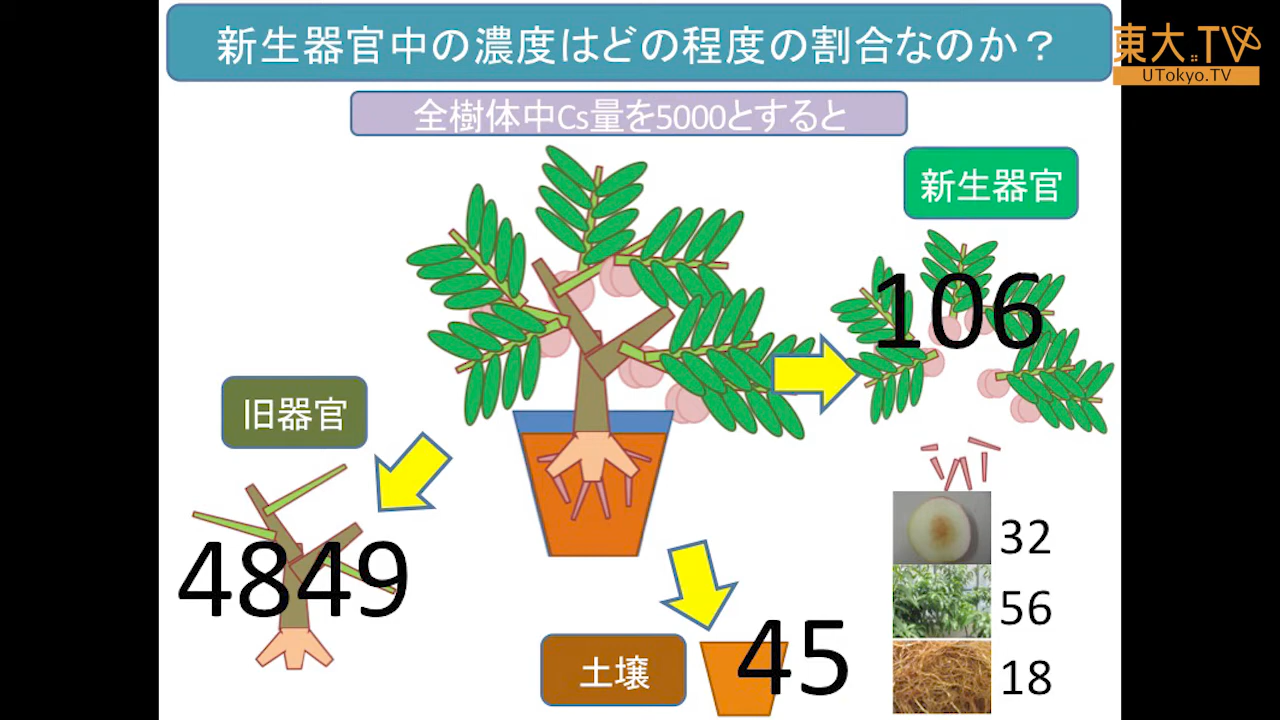 新生器官中の濃度はどの程度の割合なのか？
東大.TV
UTokyo.TV
全樹体中Cs量を5000とすると
新生器官
106
旧器官
4849
32
56
土壌
45
18